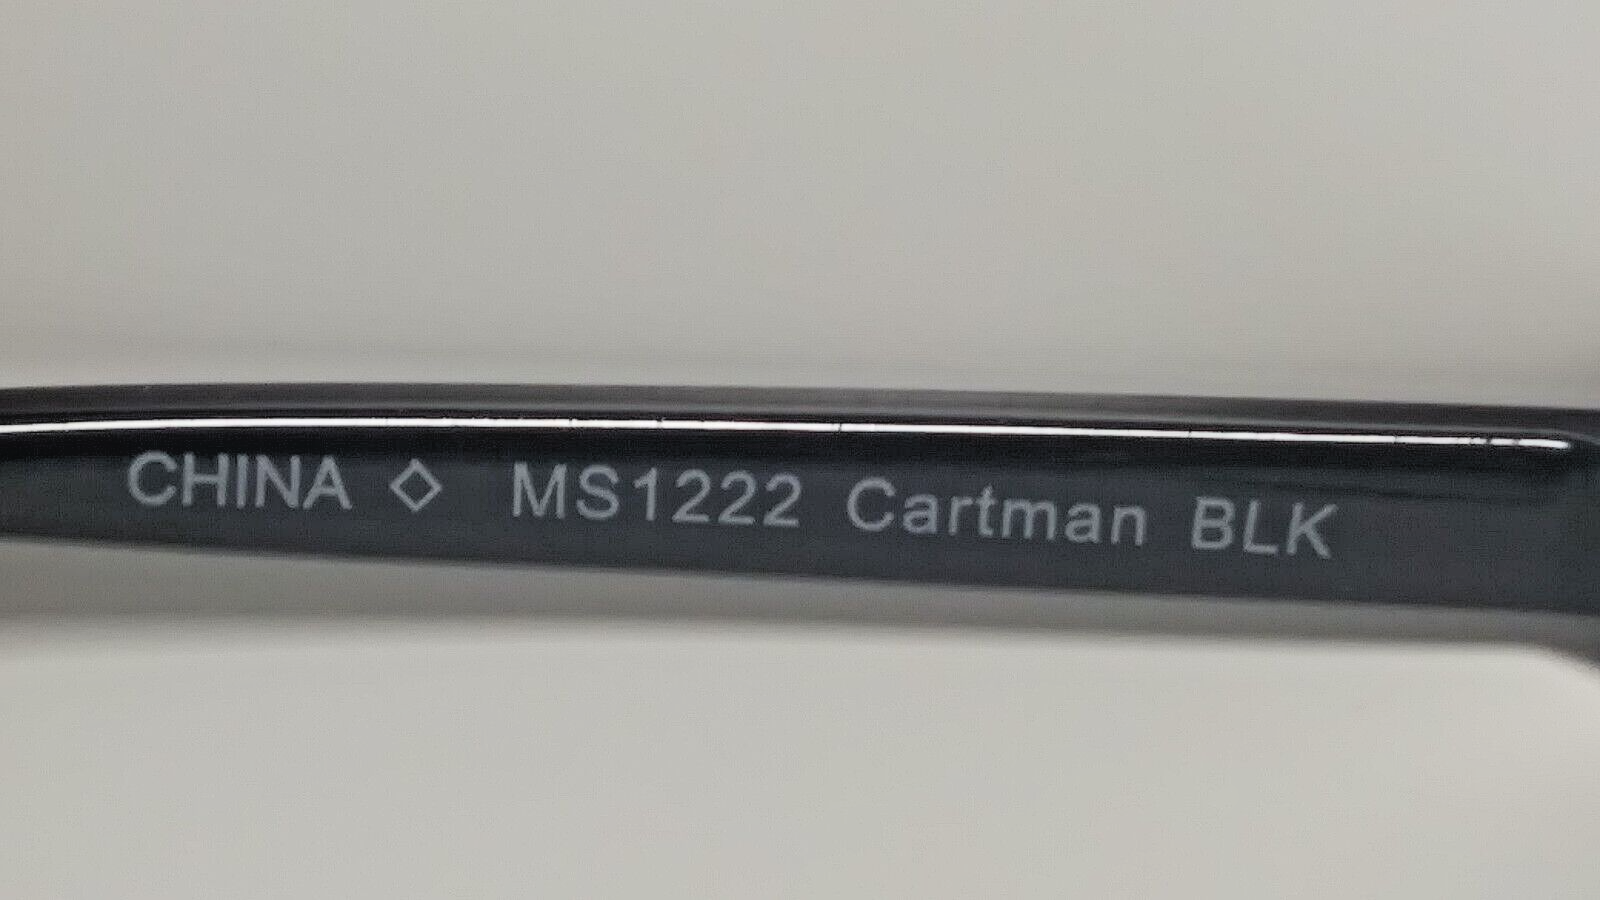 CHINA ◇ MS1222 Cartman BLK